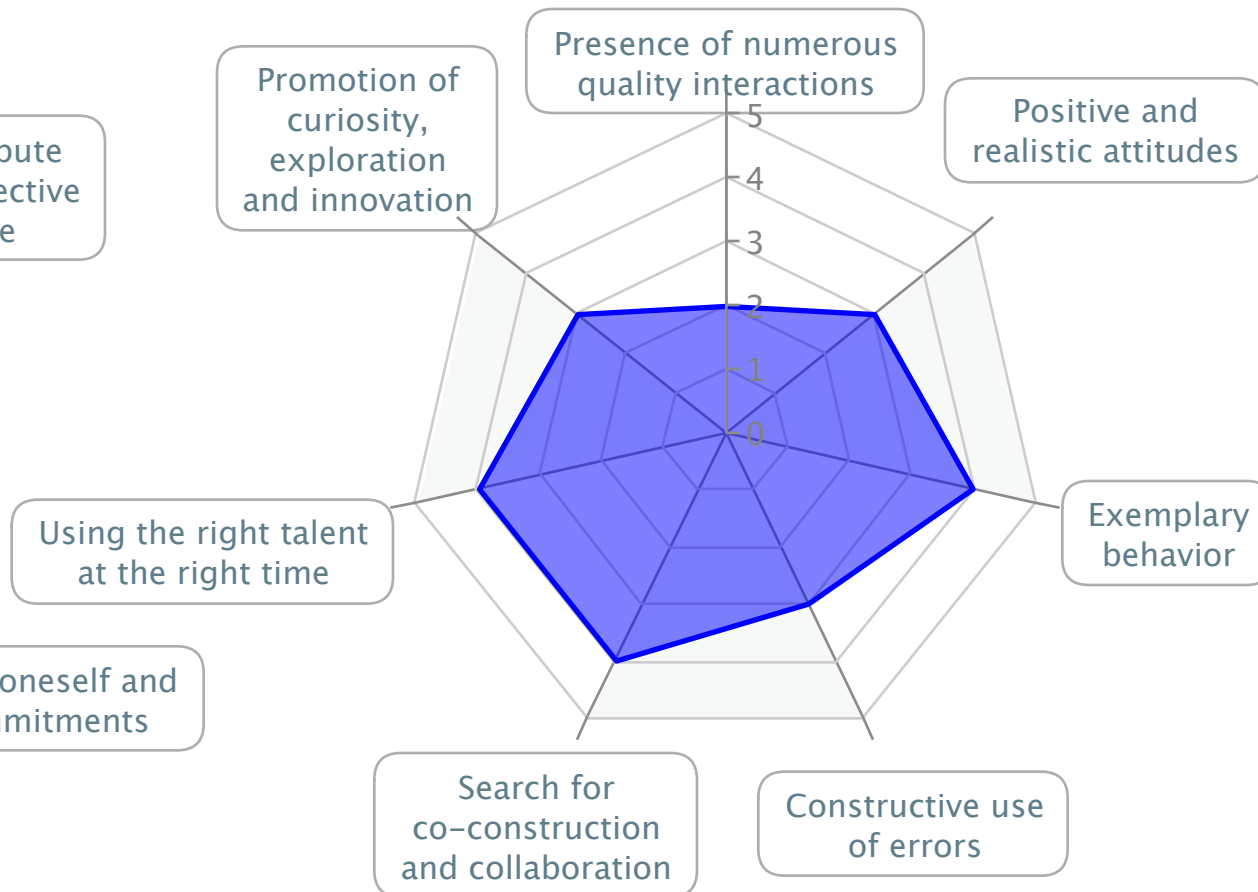 Presence of numerous
quality interactions
Promotion of
curiosity,
exploration
and innovation
Positive and
realistic attitudes
ective
5
4
3
2
1
0
Using the right talent
at the right time
Exemplary
behavior
oneself and
mitments
Search for
co-construction
and collaboration
Constructive use
of errors